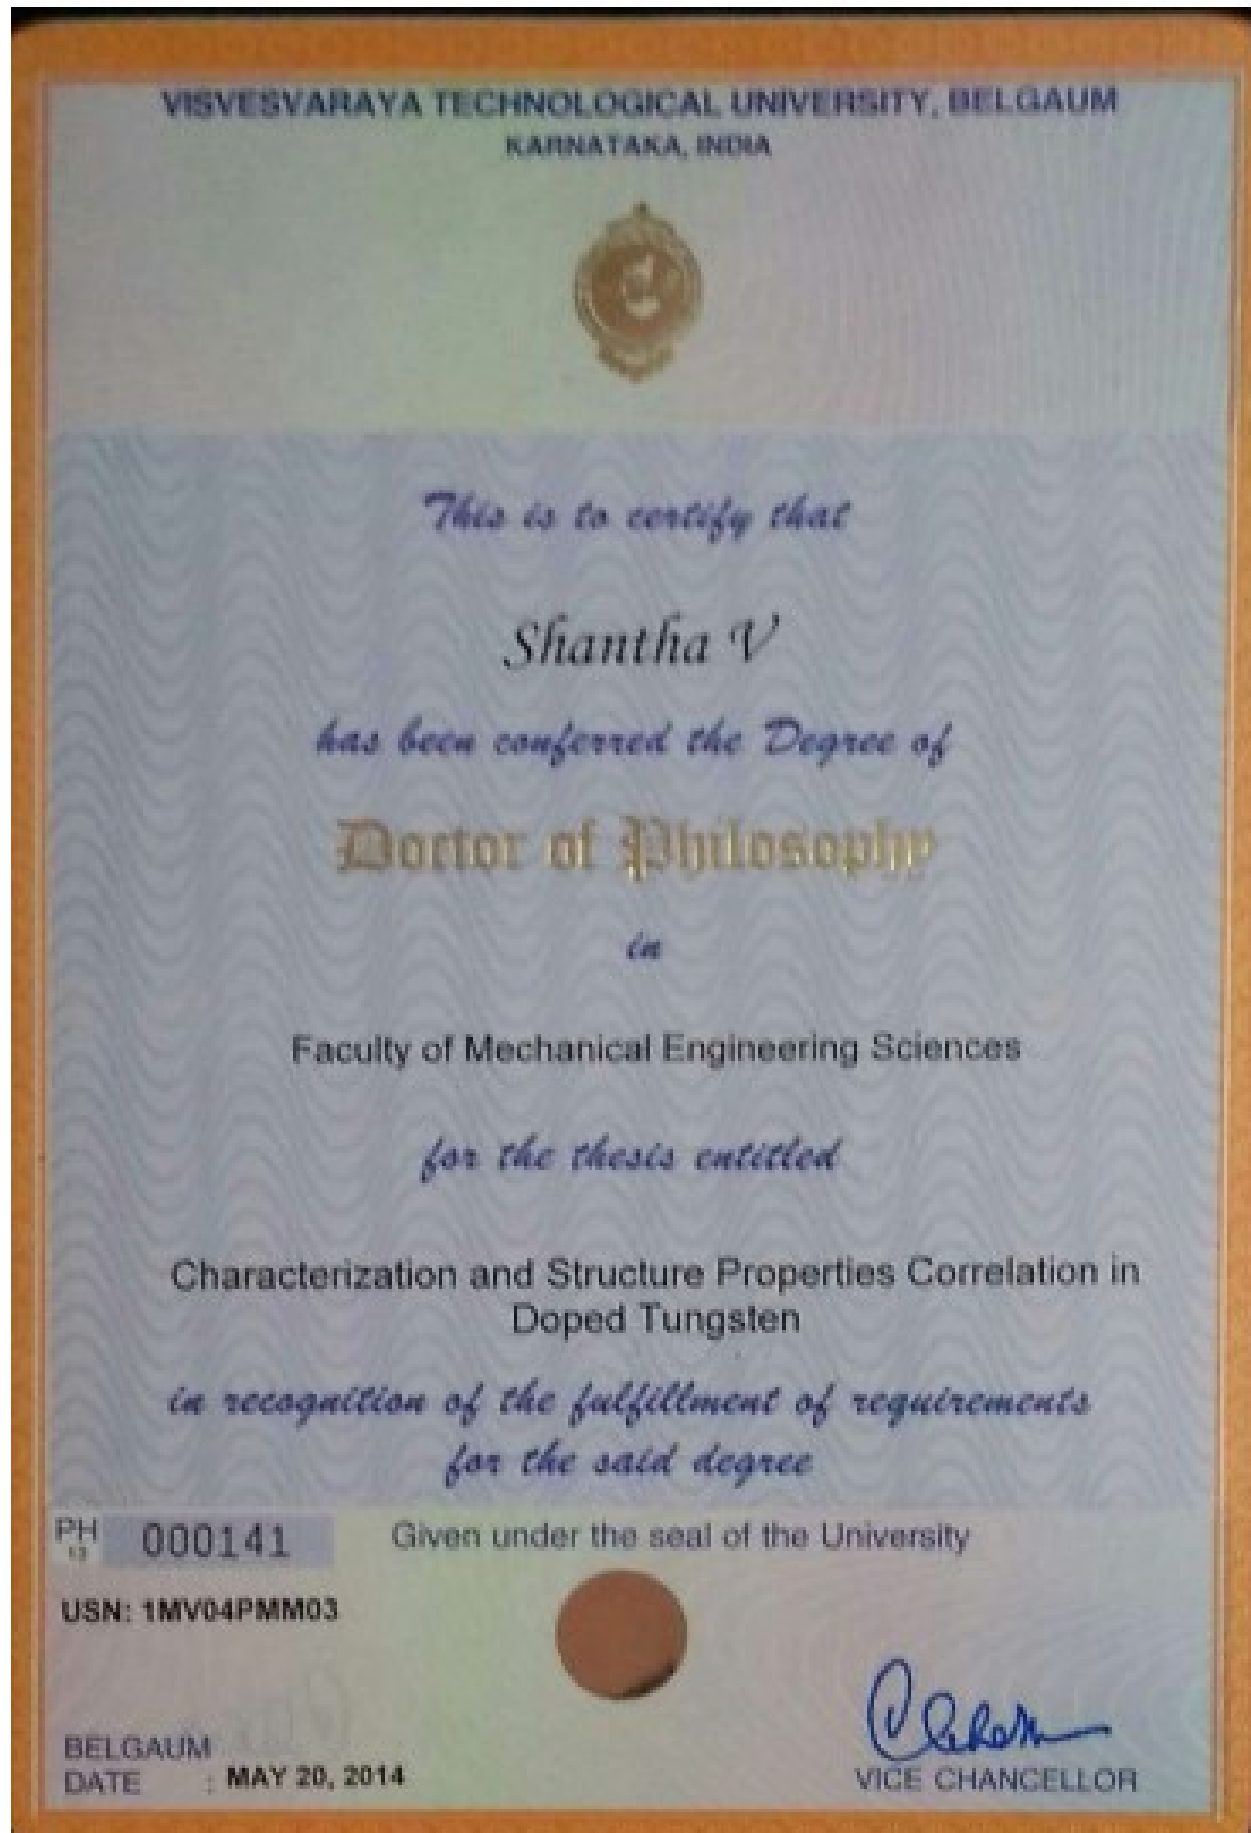 VISVESVARAYA TECHNOLOGICAL UNIVERSITY, BELGAUM
KARNATAKA, INDIA
This is to certify that
Shantha V
has been conferred the Degree of
Doctor of Philosophy
in
Faculty of Mechanical Engineering Sciences
for the thesis entitled
Characterization and Structure Properties Correlation in
Doped Tungsten
in recognition of the fulfillment of requirements
for the said degree
PH 13 000141
Given under the seal of the University
USN: 1MV04PMM03
BELGAUM
DATE : MAY 20, 2014
VICE CHANCELLOR